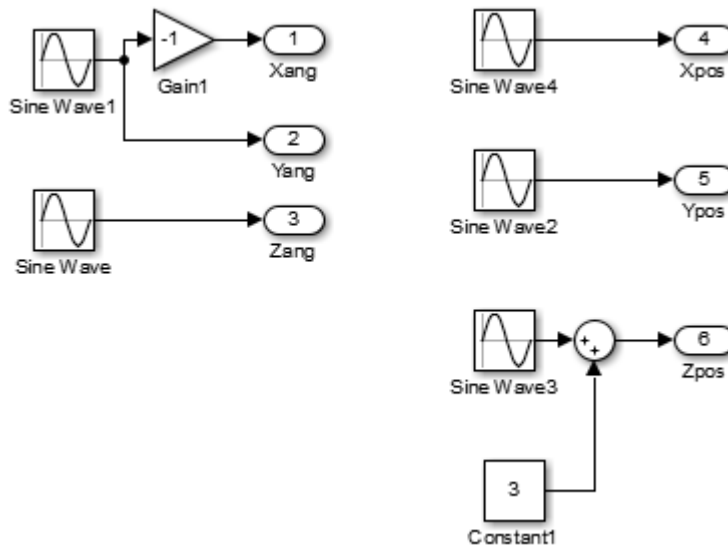 -1
1
Sine Wave1
Gain1
Xang
2
Yang
3
Sine Wave
Zang
4
Sine Wave4
Xpos
5
Sine Wave2
Ypos
+
+
6
Sine Wave3
Zpos
3
Constant1